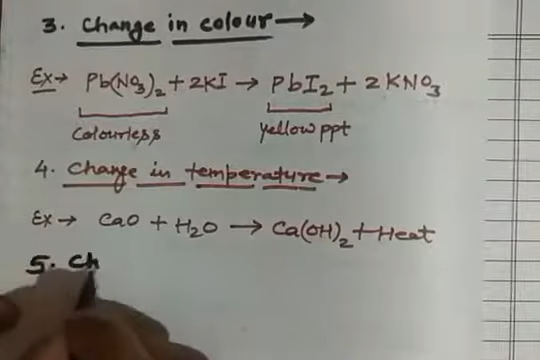 3. Change in colour →
Ex → Pb(NO₃)₂ + 2KI → PbI₂ + 2KNO₃
Colourless yellow ppt
4. Change in temperature →
Ex → CaO + H₂O → Ca(OH)₂ + Heat
5. Ch